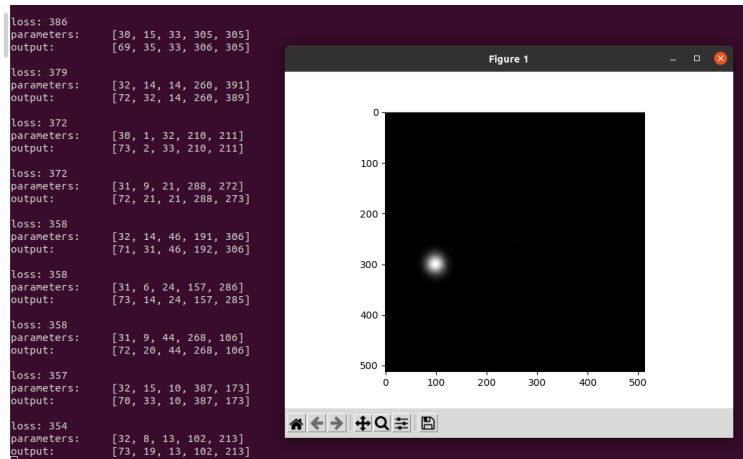 loss: 386
parameters: [30, 15, 33, 305, 305]
output: [69, 35, 33, 306, 305]
loss: 379
parameters: [32, 14, 14, 260, 391]
output: [72, 32, 14, 260, 389]
loss: 372
parameters: [30, 1, 32, 210, 211]
output: [73, 2, 33, 210, 211]
loss: 372
parameters: [31, 9, 21, 288, 272]
output: [72, 21, 21, 288, 273]
loss: 358
parameters: [32, 14, 46, 191, 306]
output: [71, 31, 46, 192, 306]
loss: 358
parameters: [31, 6, 24, 157, 286]
output: [73, 14, 24, 157, 285]
loss: 358
parameters: [31, 9, 44, 268, 106]
output: [72, 20, 44, 268, 106]
loss: 357
parameters: [32, 15, 10, 387, 173]
output: [70, 33, 10, 387, 173]
loss: 354
parameters: [32, 8, 13, 102, 213]
output: [73, 19, 13, 102, 213]
Figure 1
0
100
200
300
400
500
0 100 200 300 400 500